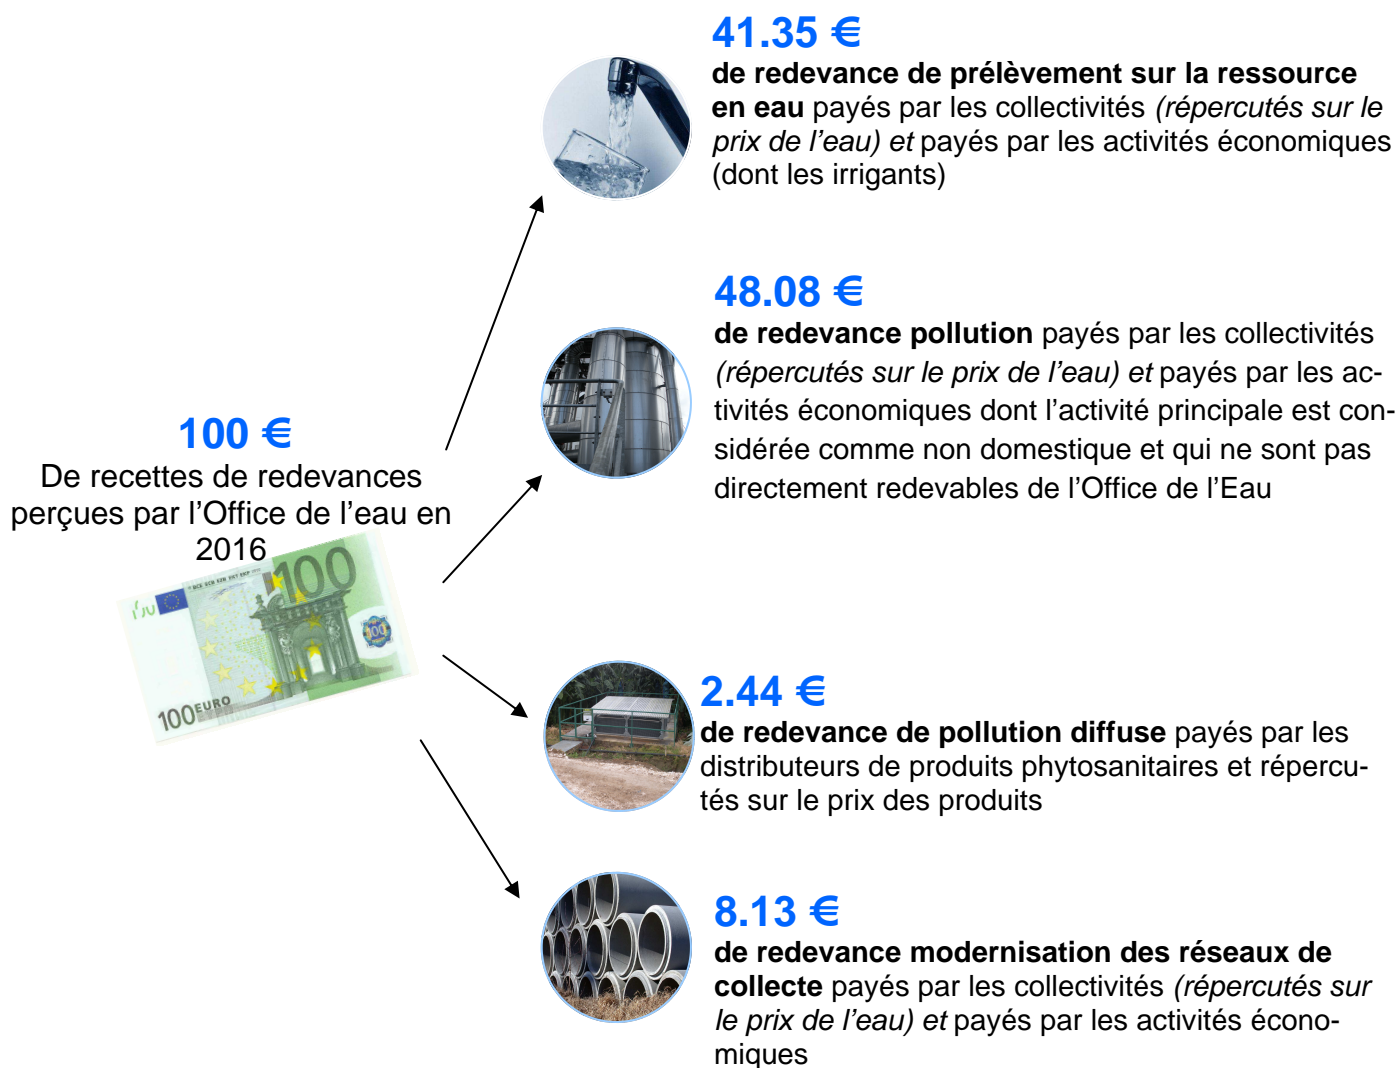 100 €
De recettes de redevances
perçues par l'Office de l'eau en
2016
100
100 EURO
100
41.35 €
de redevance de prélèvement sur la ressource
en eau payés par les collectivités (répercutés sur le
prix de l'eau) et payés par les activités économiques
(dont les irrigants)
48.08 €
de redevance pollution payés par les collectivités
(répercutés sur le prix de l'eau) et payés par les ac-
tivités économiques dont l'activité principale est con-
sidérée comme non domestique et qui ne sont pas
directement redevables de l'Office de l'Eau
2.44 €
de redevance de pollution diffuse payés par les
distributeurs de produits phytosanitaires et répercu-
tés sur le prix des produits
8.13 €
de redevance modernisation des réseaux de
collecte payés par les collectivités (répercutés sur
le prix de l'eau) et payés par les activités écono-
miques